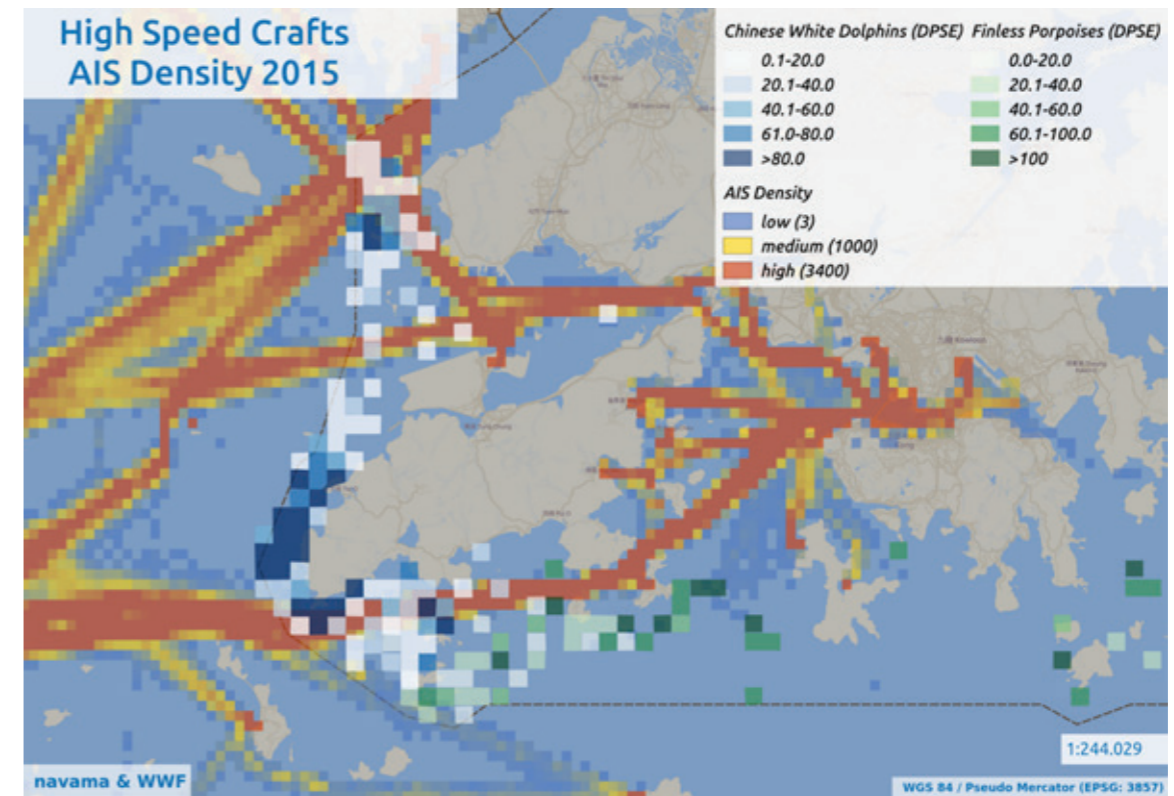 High Speed Crafts
AIS Density 2015
Chinese White Dolphins (DPSE)
0.1-20.0
20.1-40.0
40.1-60.0
61.0-80.0
>80.0
Finless Porpoises (DPSE)
0.0-20.0
20.1-40.0
40.1-60.0
60.1-100.0
>100
AIS Density
low (3)
medium (1000)
high (3400)
1:244.029
navama & WWF
WGS 84 / Pseudo Mercator (EPSG: 3857)